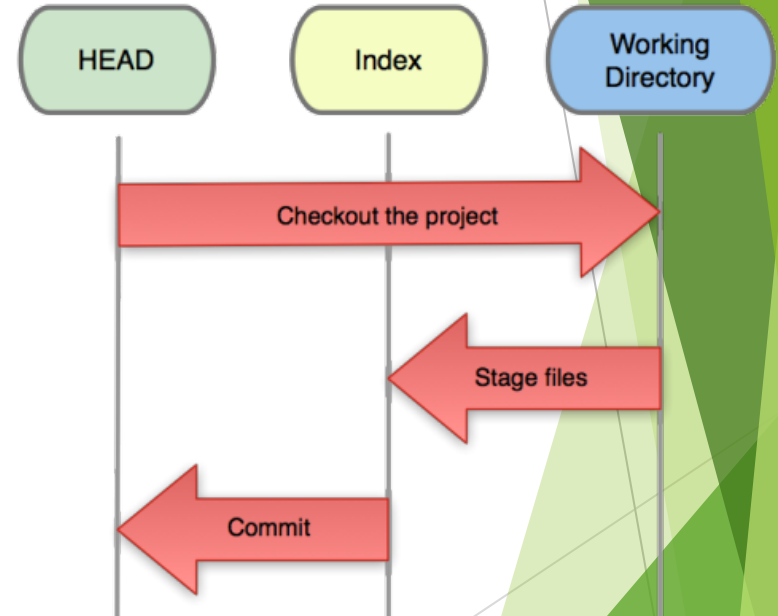 HEAD
Index
Working
Directory
Checkout the project
Stage files
Commit